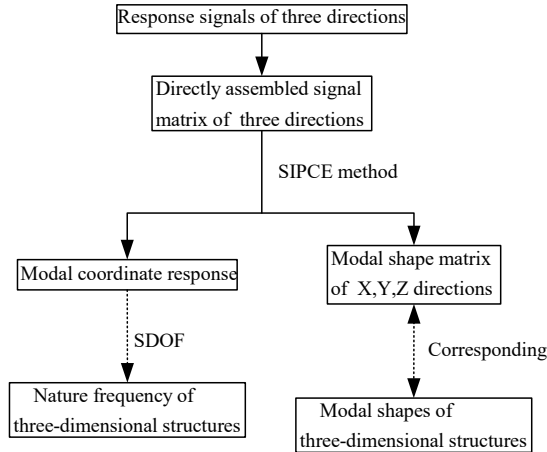 Response signals of three directions
Directly assembled signal
matrix of three directions
SIPCE method
Modal coordinate response
Modal shape matrix
of X,Y,Z directions
SDOF
Corresponding
Nature frequency of
three-dimensional structures
Modal shapes of
three-dimensional structures